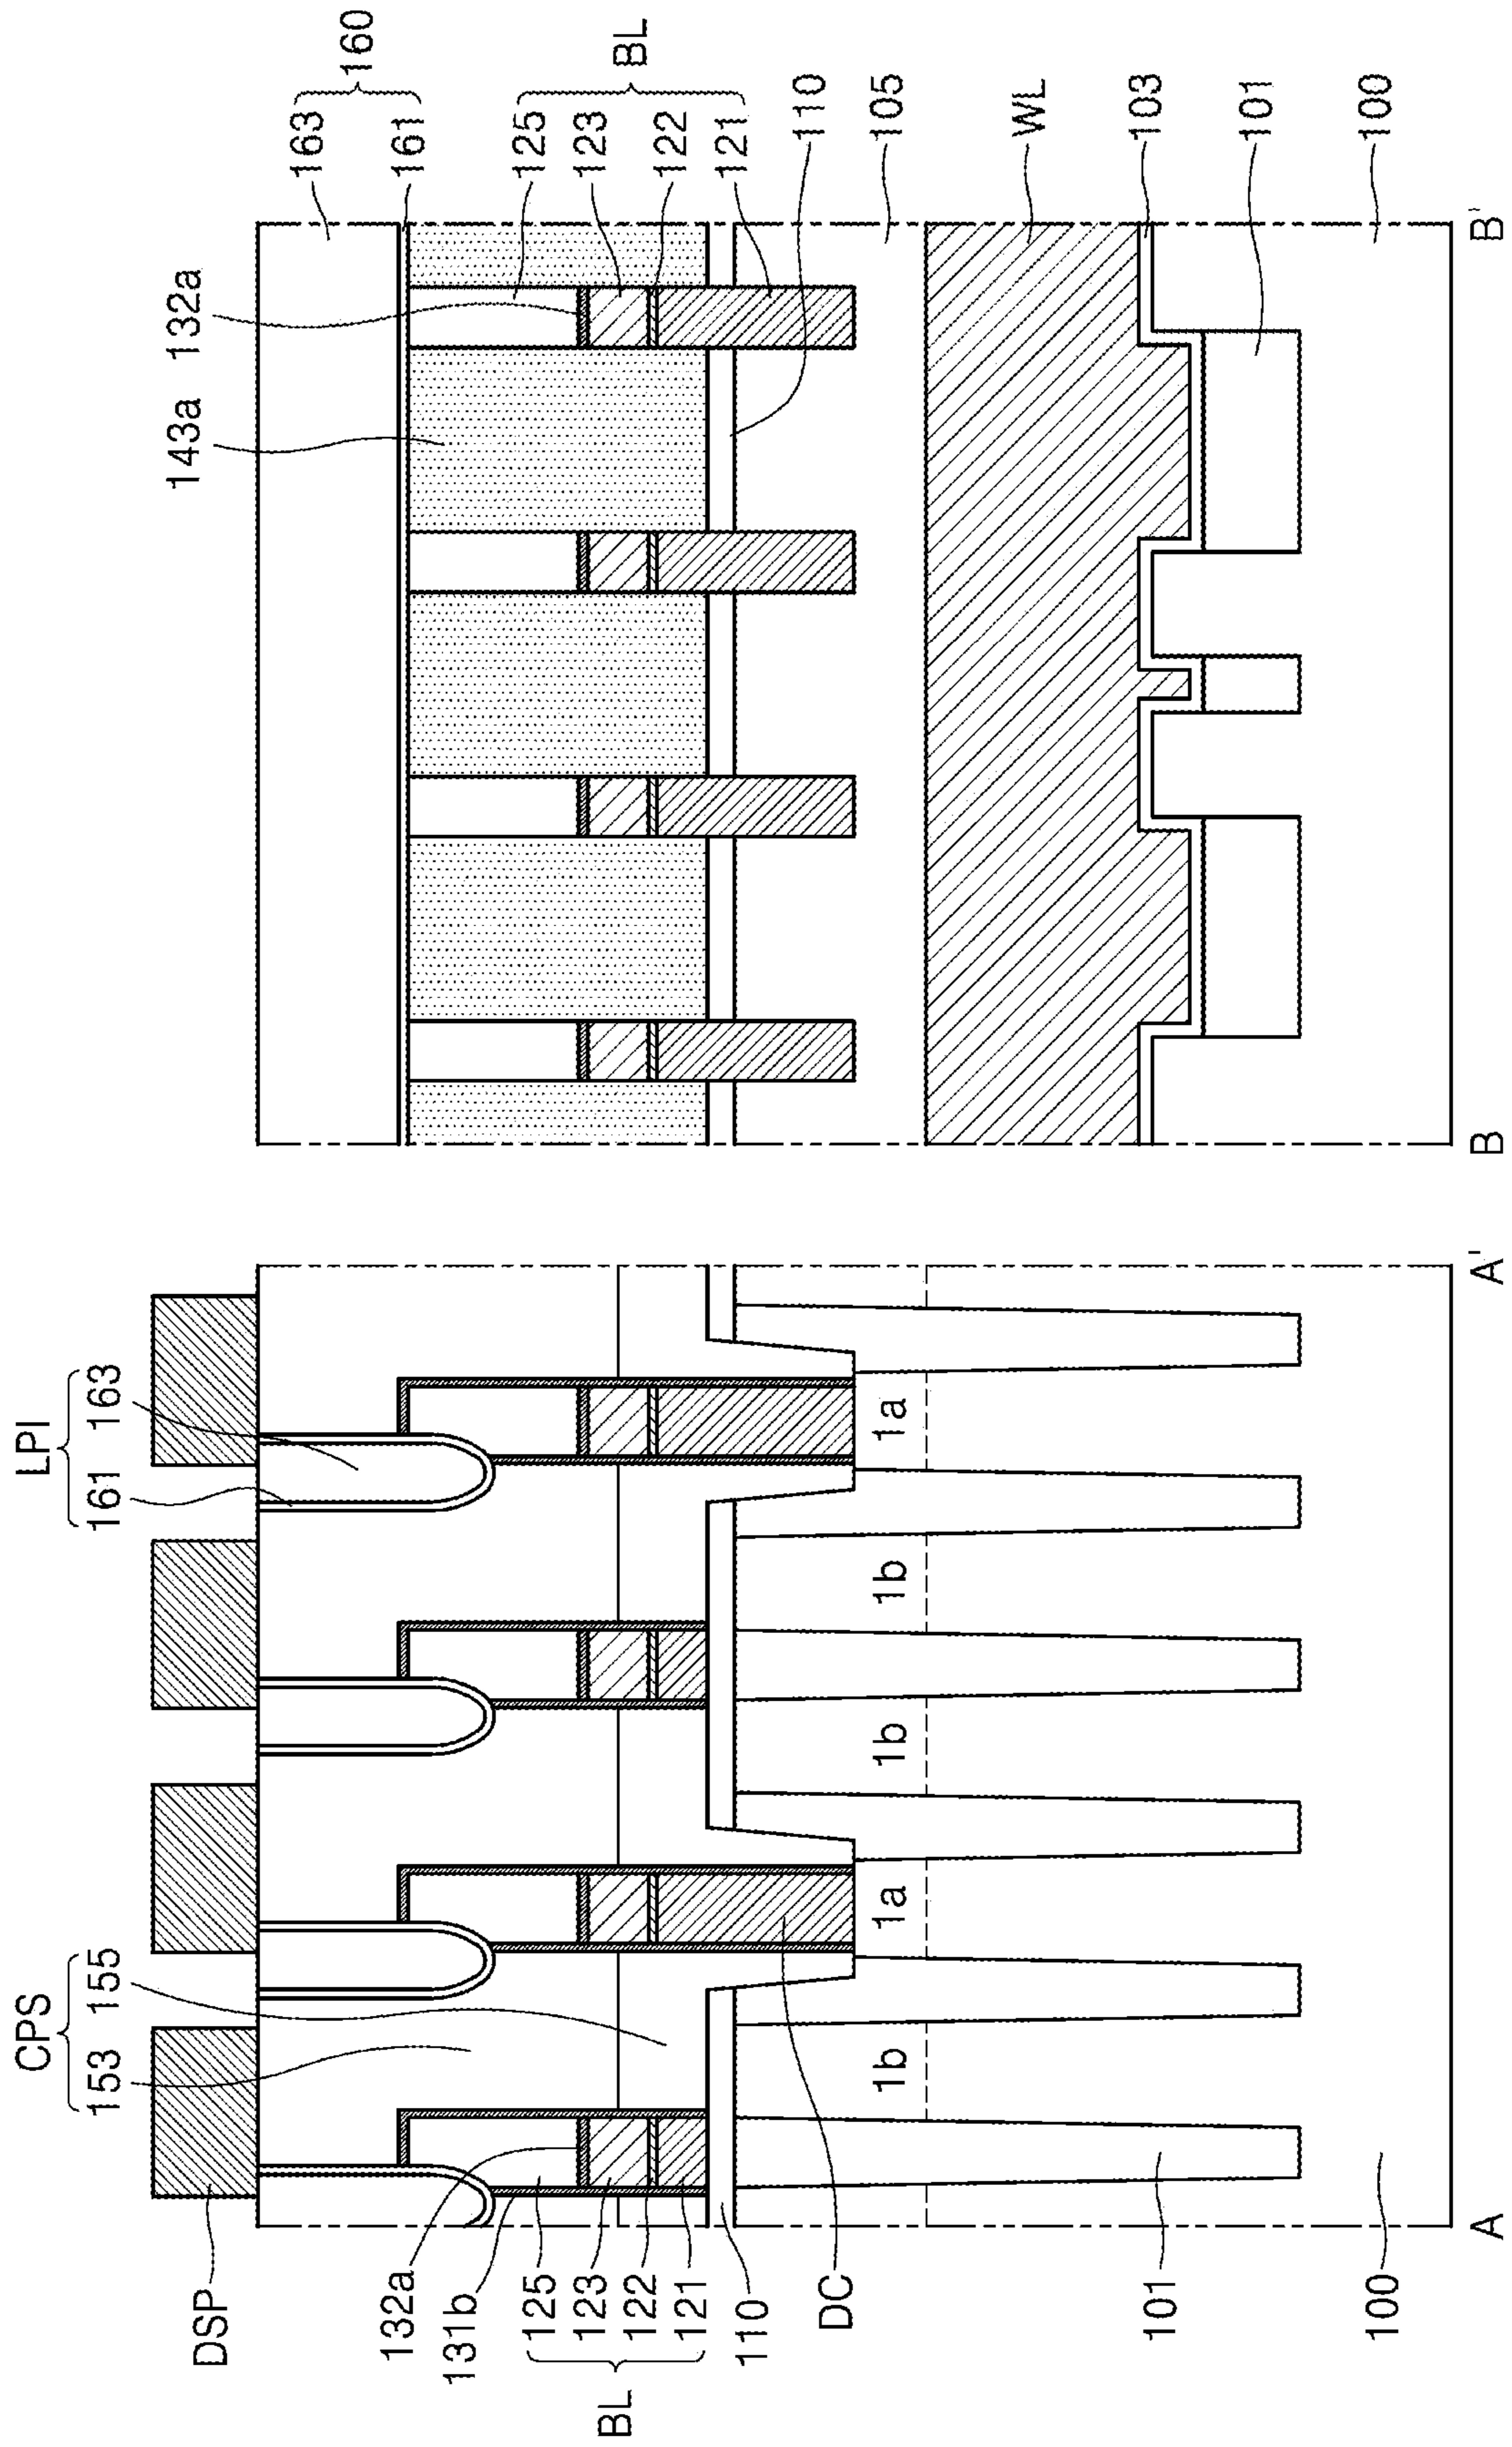 CPS LPI
153 155 161 163
143a 132a
DSP
163
160
132a
161
131b
125 125
123 123
BL BL
122 122
121 121
110
110
DC
1b 1a 1b 1b 1a
105
WL
103
101
101
100 100
A A' B B'